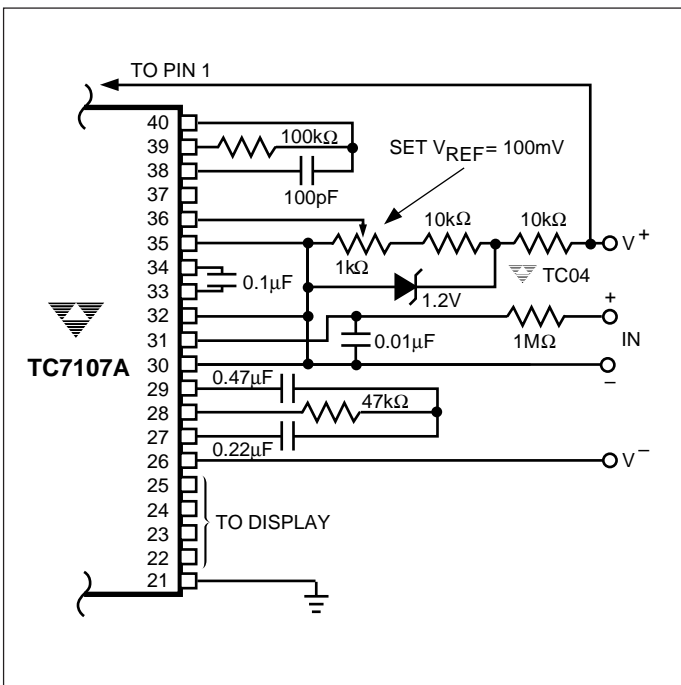 TO PIN 1
40
39
38
37
36
35
34
33
32
31
30
29
28
27
26
25
24
23
22
21
TC7107A
100kΩ
100pF
SET VREF = 100mV
1kΩ
10kΩ
10kΩ
V+
TC04
1.2V
0.1µF
0.01µF
1MΩ
+
IN
–
0.47µF
47kΩ
0.22µF
V–
TO DISPLAY